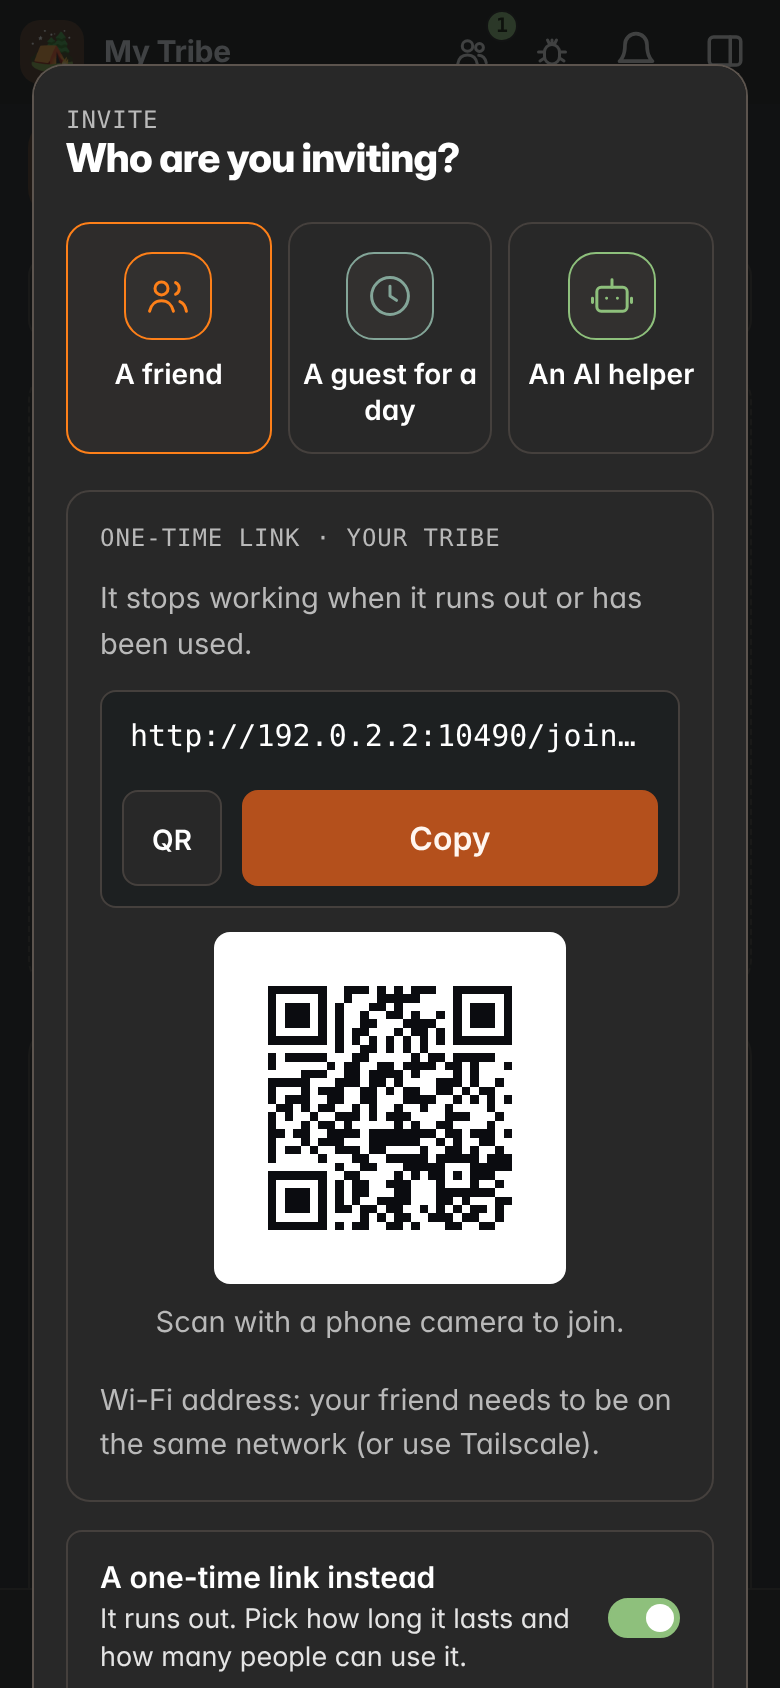 My Tribe
1
INVITE
Who are you inviting?
A friend
A guest for a
day
An AI helper
ONE-TIME LINK · YOUR TRIBE
It stops working when it runs out or has
been used.
http://192.0.2.2:10490/join…
QR
Copy
Scan with a phone camera to join.
Wi-Fi address: your friend needs to be on
the same network (or use Tailscale).
A one-time link instead
It runs out. Pick how long it lasts and
how many people can use it.